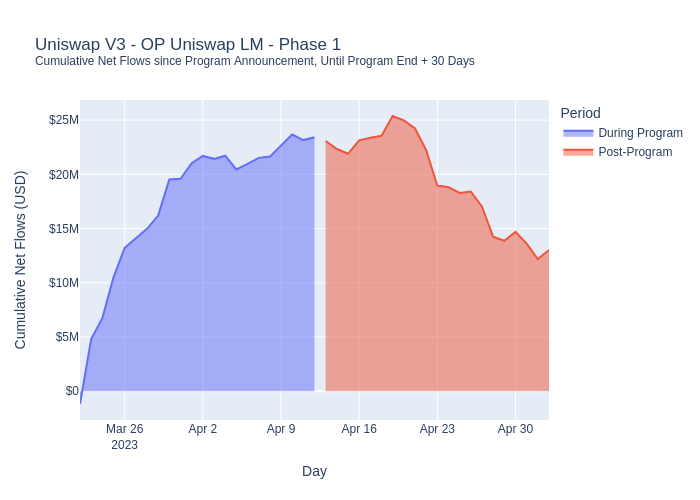 Uniswap V3 - OP Uniswap LM - Phase 1
Cumulative Net Flows since Program Announcement, Until Program End + 30 Days
Period
During Program
Post-Program
Cumulative Net Flows (USD)
$25M
$20M
$15M
$10M
$5M
$0
Mar 26
2023
Apr 2
Apr 9
Apr 16
Apr 23
Apr 30
Day